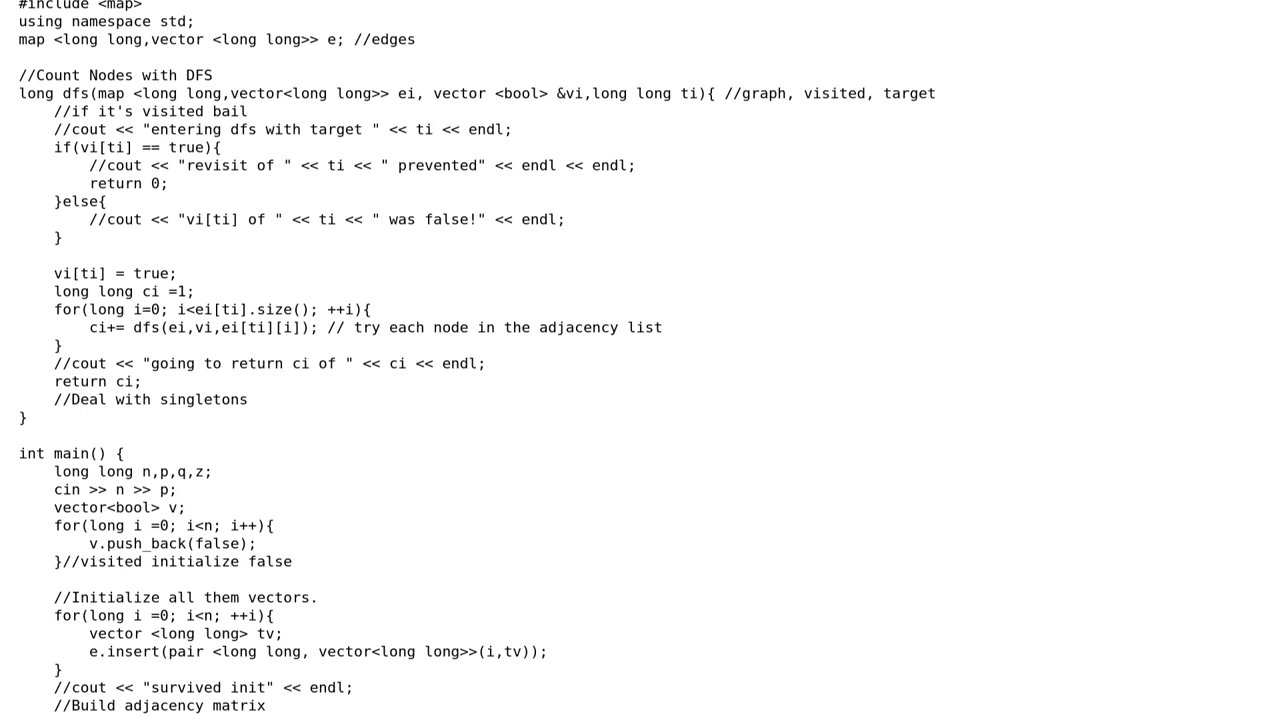 #include <map>
using namespace std;
map <long long,vector <long long>> e; //edges

//Count Nodes with DFS
long dfs(map <long long,vector<long long>> ei, vector <bool> &vi,long long ti){ //graph, visited, target
    //if it's visited bail
    //cout << "entering dfs with target " << ti << endl;
    if(vi[ti] == true){
        //cout << "revisit of " << ti << " prevented" << endl << endl;
        return 0;
    }else{
        //cout << "vi[ti] of " << ti << " was false!" << endl;
    }

    vi[ti] = true;
    long long ci =1;
    for(long i=0; i<ei[ti].size(); ++i){
        ci+= dfs(ei,vi,ei[ti][i]); // try each node in the adjacency list
    }
    //cout << "going to return ci of " << ci << endl;
    return ci;
    //Deal with singletons
}

int main() {
    long long n,p,q,z;
    cin >> n >> p;
    vector<bool> v;
    for(long i =0; i<n; i++){
        v.push_back(false);
    }//visited initialize false

    //Initialize all them vectors.
    for(long i =0; i<n; ++i){
        vector <long long> tv;
        e.insert(pair <long long, vector<long long>>(i,tv));
    }
    //cout << "survived init" << endl;
    //Build adjacency matrix